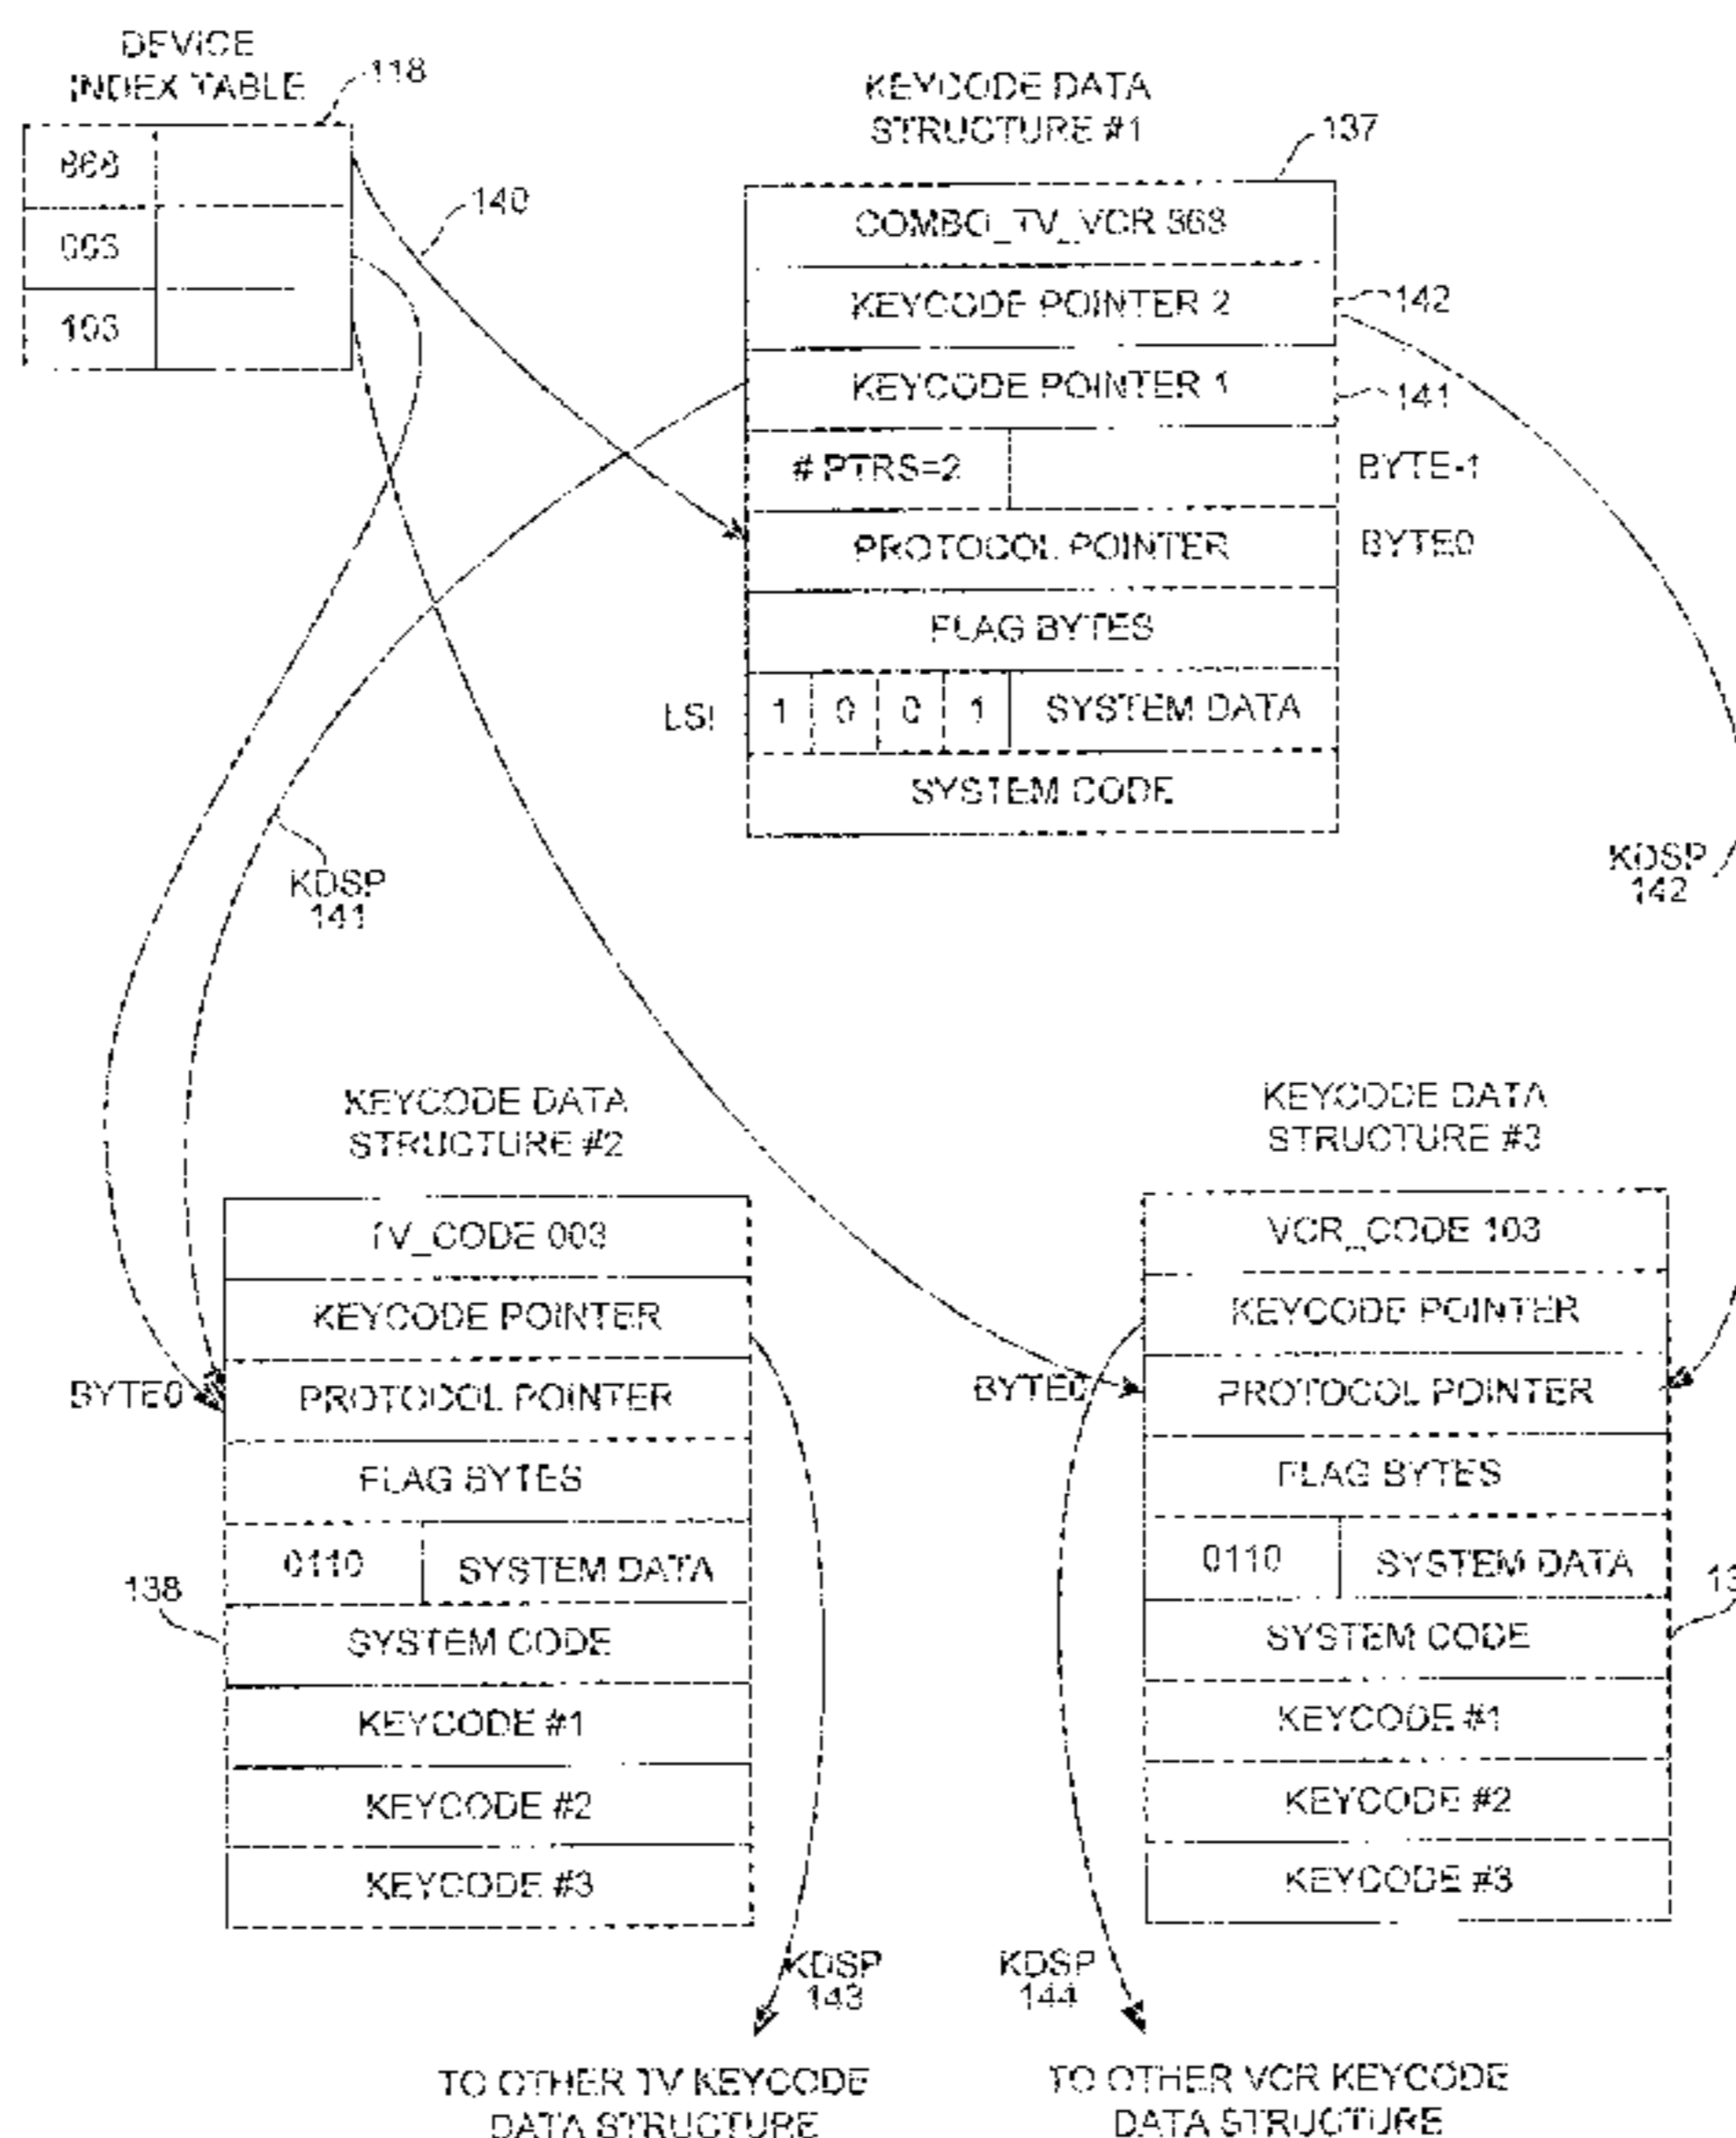 DEVICE
INDEX TABLE
118
868
003
103
140
KEYCODE DATA
STRUCTURE #1
137
COMBO_TV_VCR 868
KEYCODE POINTER 2
142
KEYCODE POINTER 1
141
# PTRS=2
BYTE-1
PROTOCOL POINTER
BYTE0
FLAG BYTES
LSI
1 0 0 1
SYSTEM DATA
SYSTEM CODE
KDSP
141
KDSP
142
KEYCODE DATA
STRUCTURE #2
TV_CODE 003
KEYCODE POINTER
BYTE0
PROTOCOL POINTER
FLAG BYTES
0110
SYSTEM DATA
138
SYSTEM CODE
KEYCODE #1
KEYCODE #2
KEYCODE #3
KDSP
143
TO OTHER TV KEYCODE
DATA STRUCTURE
KEYCODE DATA
STRUCTURE #3
VCR_CODE 103
KEYCODE POINTER
BYTE0
PROTOCOL POINTER
FLAG BYTES
0110
SYSTEM DATA
SYSTEM CODE
KEYCODE #1
KEYCODE #2
KEYCODE #3
KDSP
144
TO OTHER VCR KEYCODE
DATA STRUCTURE